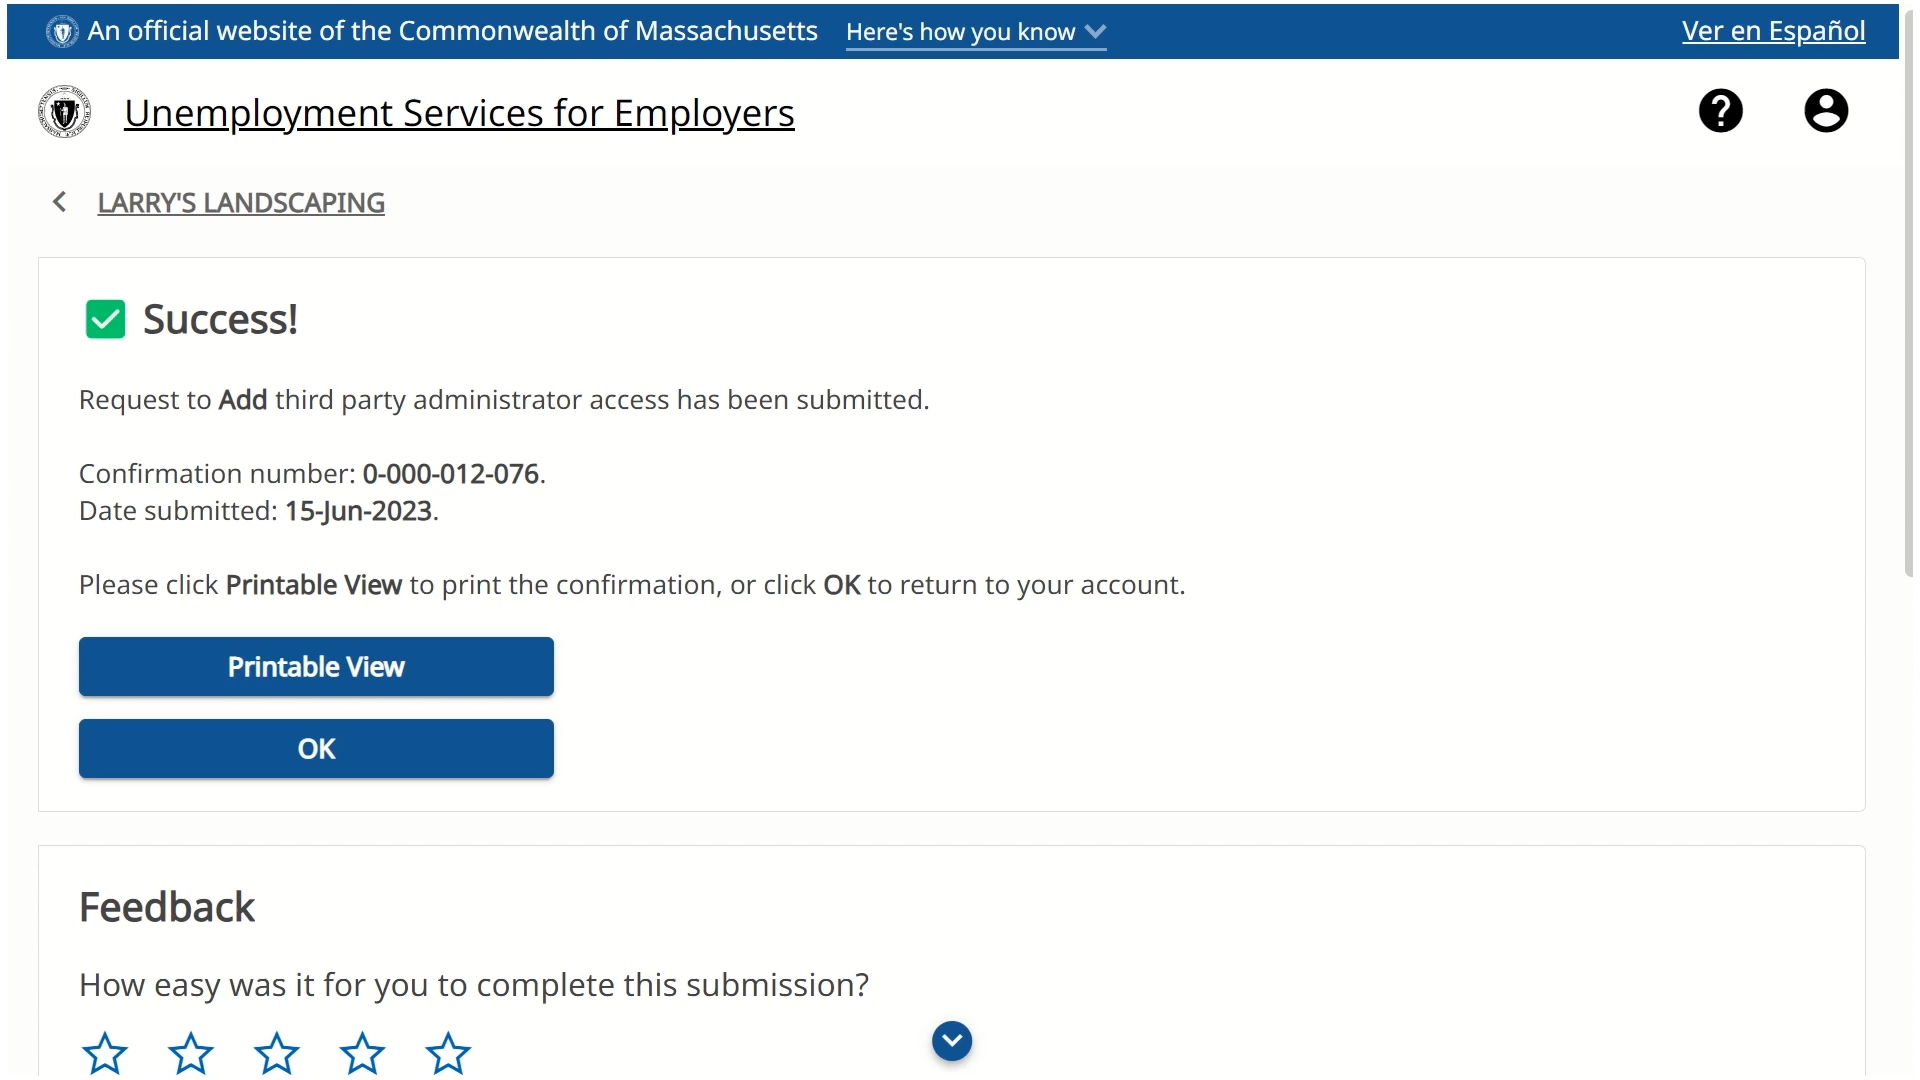 An official website of the Commonwealth of Massachusetts Here's how you know Ver en Español
Unemployment Services for Employers
LARRY'S LANDSCAPING
Success!
Request to Add third party administrator access has been submitted.
Confirmation number: 0-000-012-076.
Date submitted: 15-Jun-2023.
Please click Printable View to print the confirmation, or click OK to return to your account.
Printable View
OK
Feedback
How easy was it for you to complete this submission?